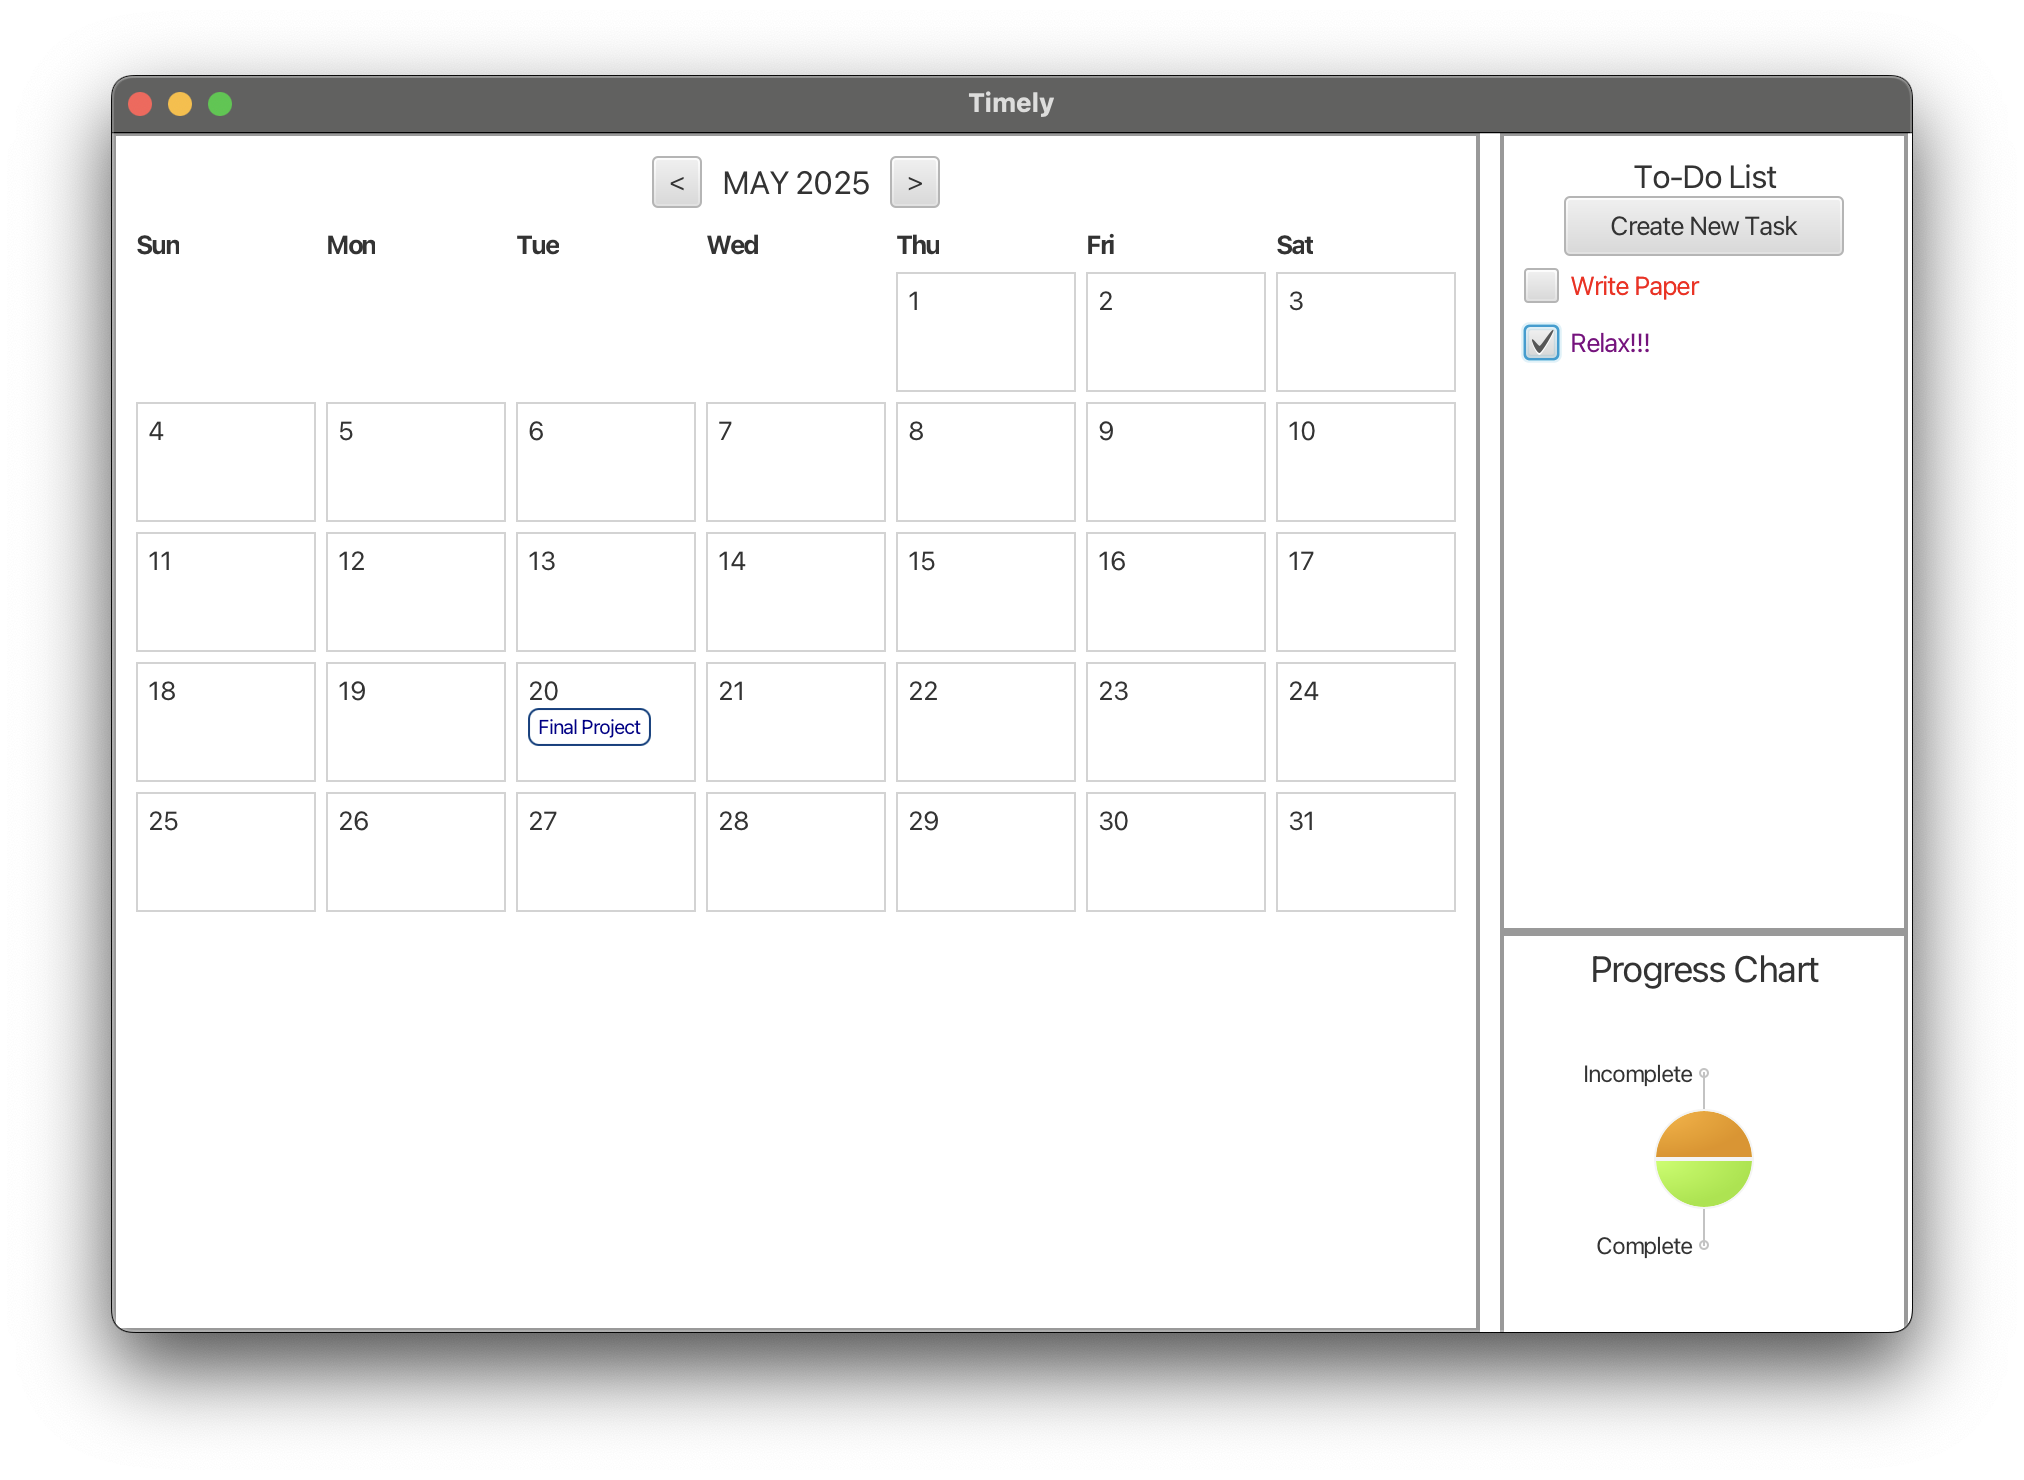 Timely
< MAY 2025 >
Sun Mon Tue Wed Thu Fri Sat
1 2 3
4 5 6 7 8 9 10
11 12 13 14 15 16 17
18 19 20 21 22 23 24
Final Project
25 26 27 28 29 30 31
To-Do List
Create New Task
Write Paper
Relax!!!
Progress Chart
Incomplete
Complete